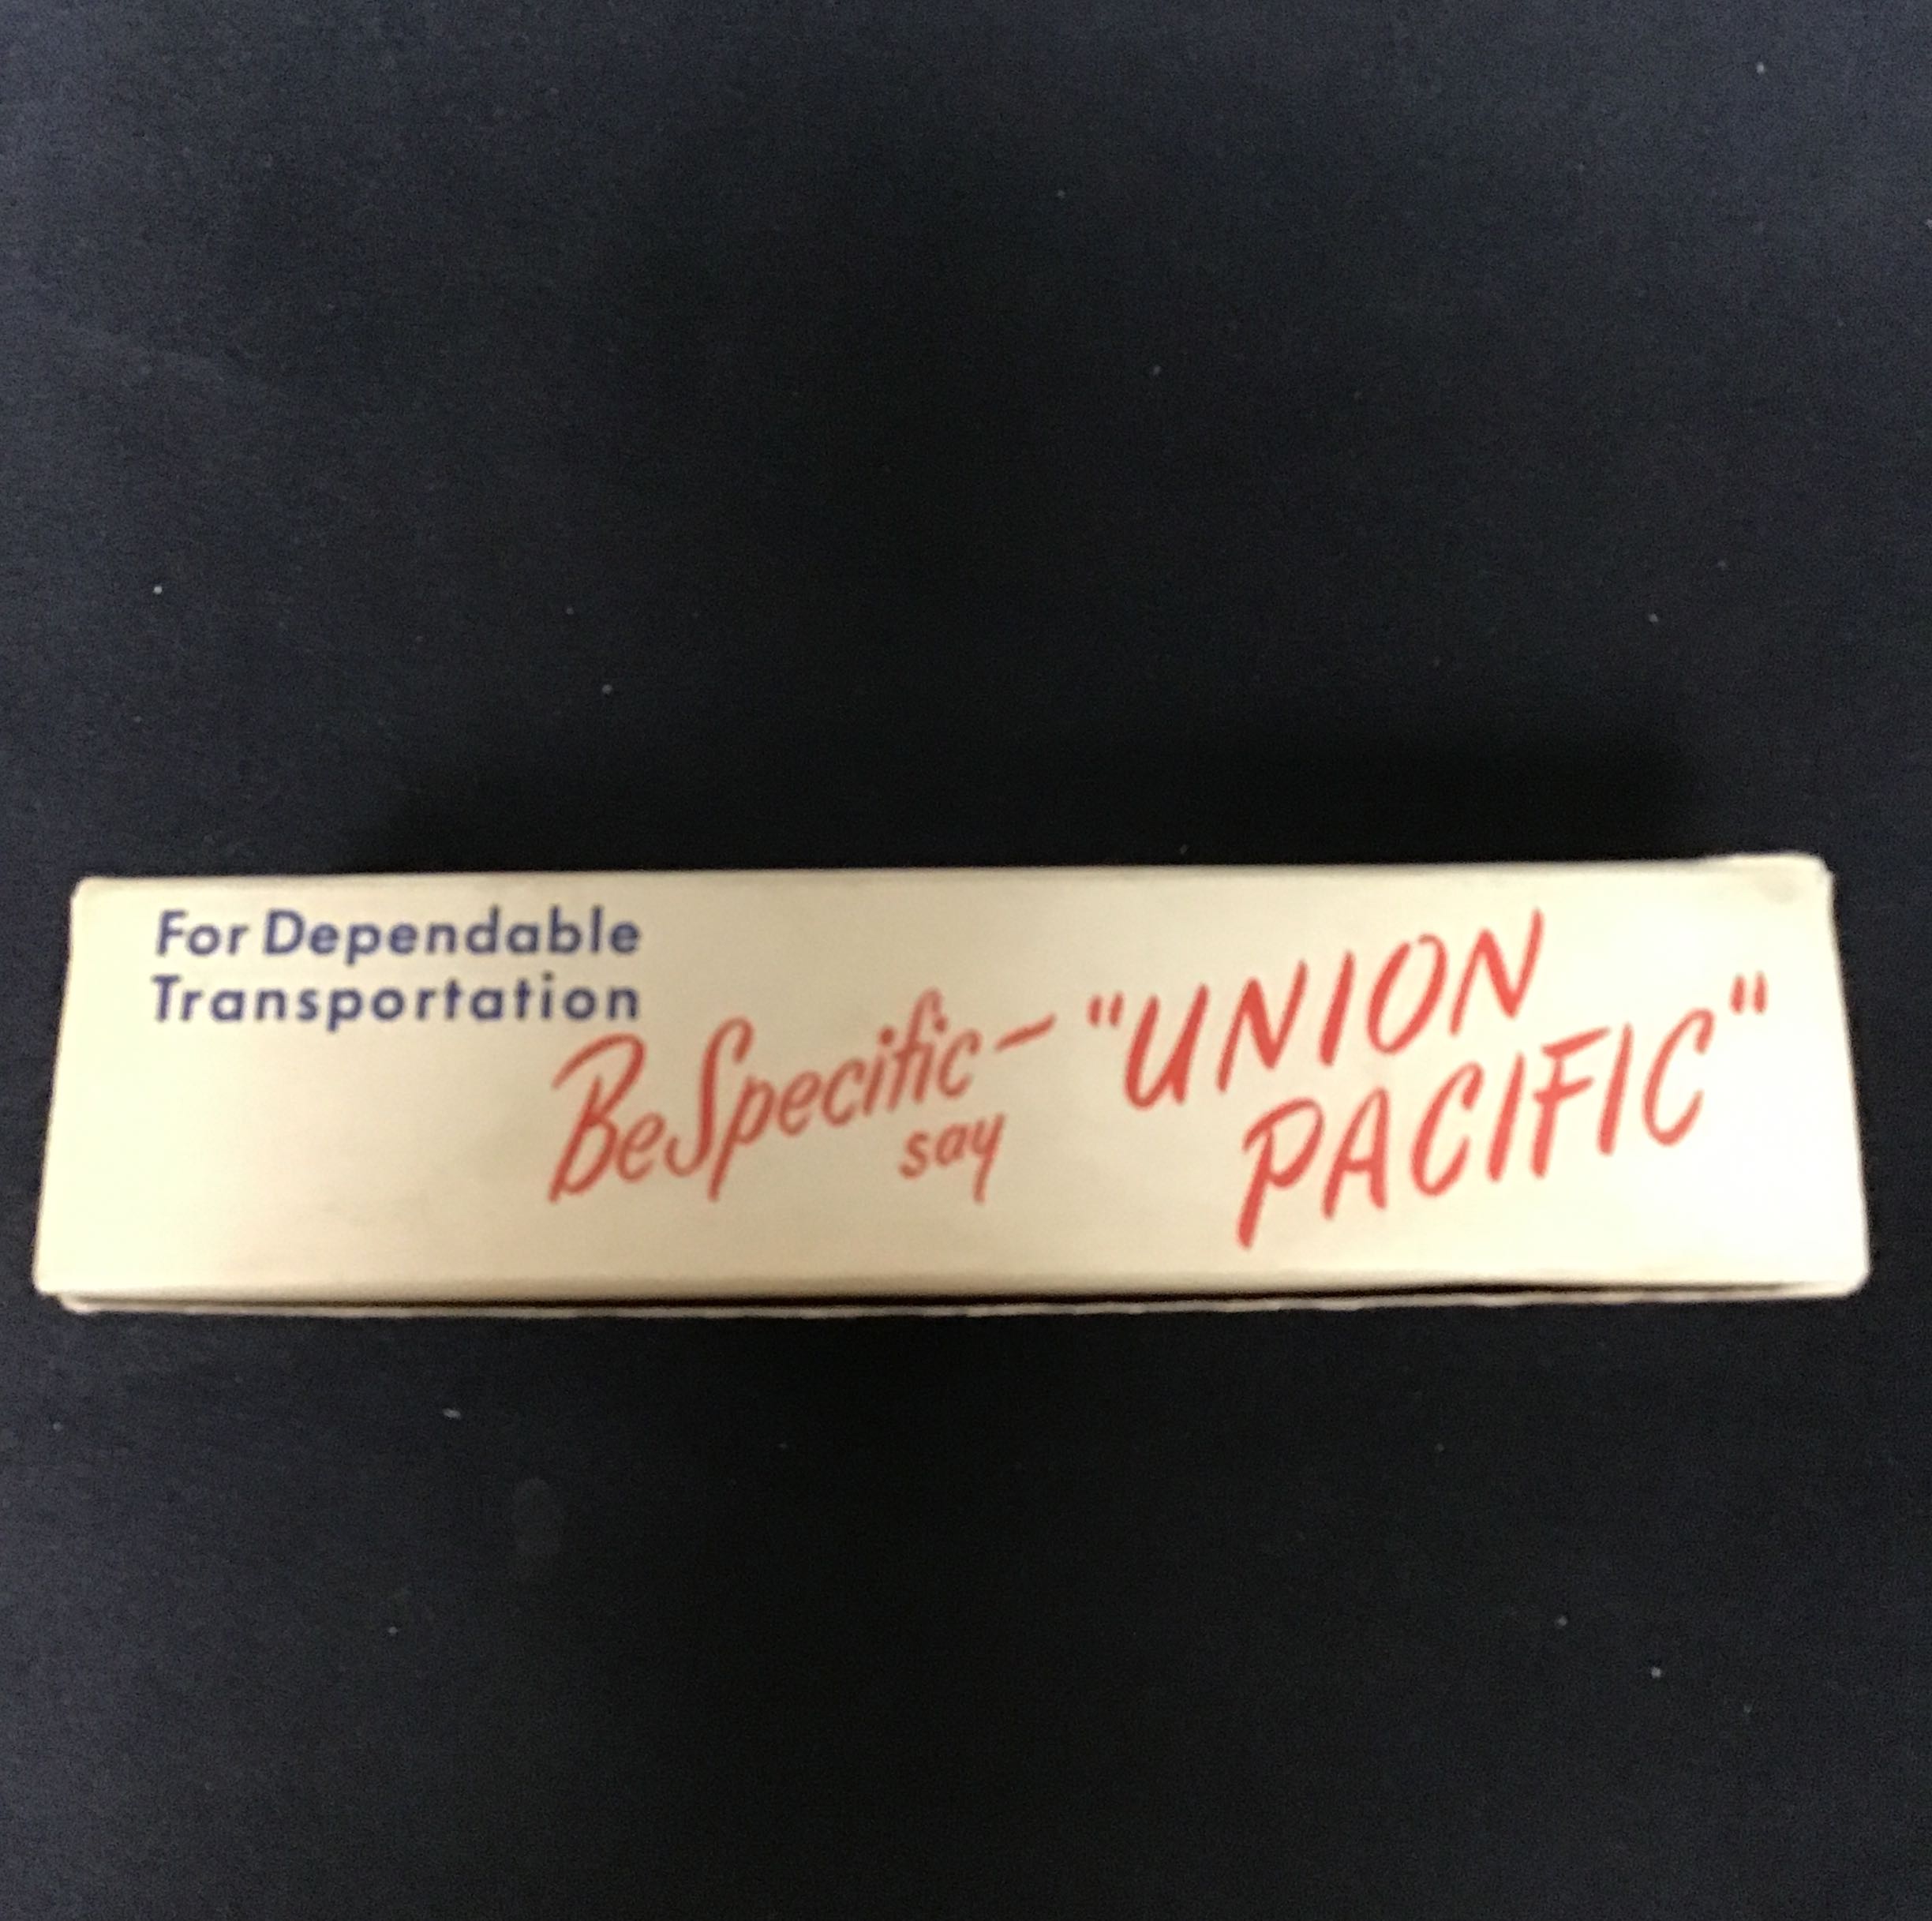 For Dependable
Transportation
Be Specific–
say
"UNION
PACIFIC"